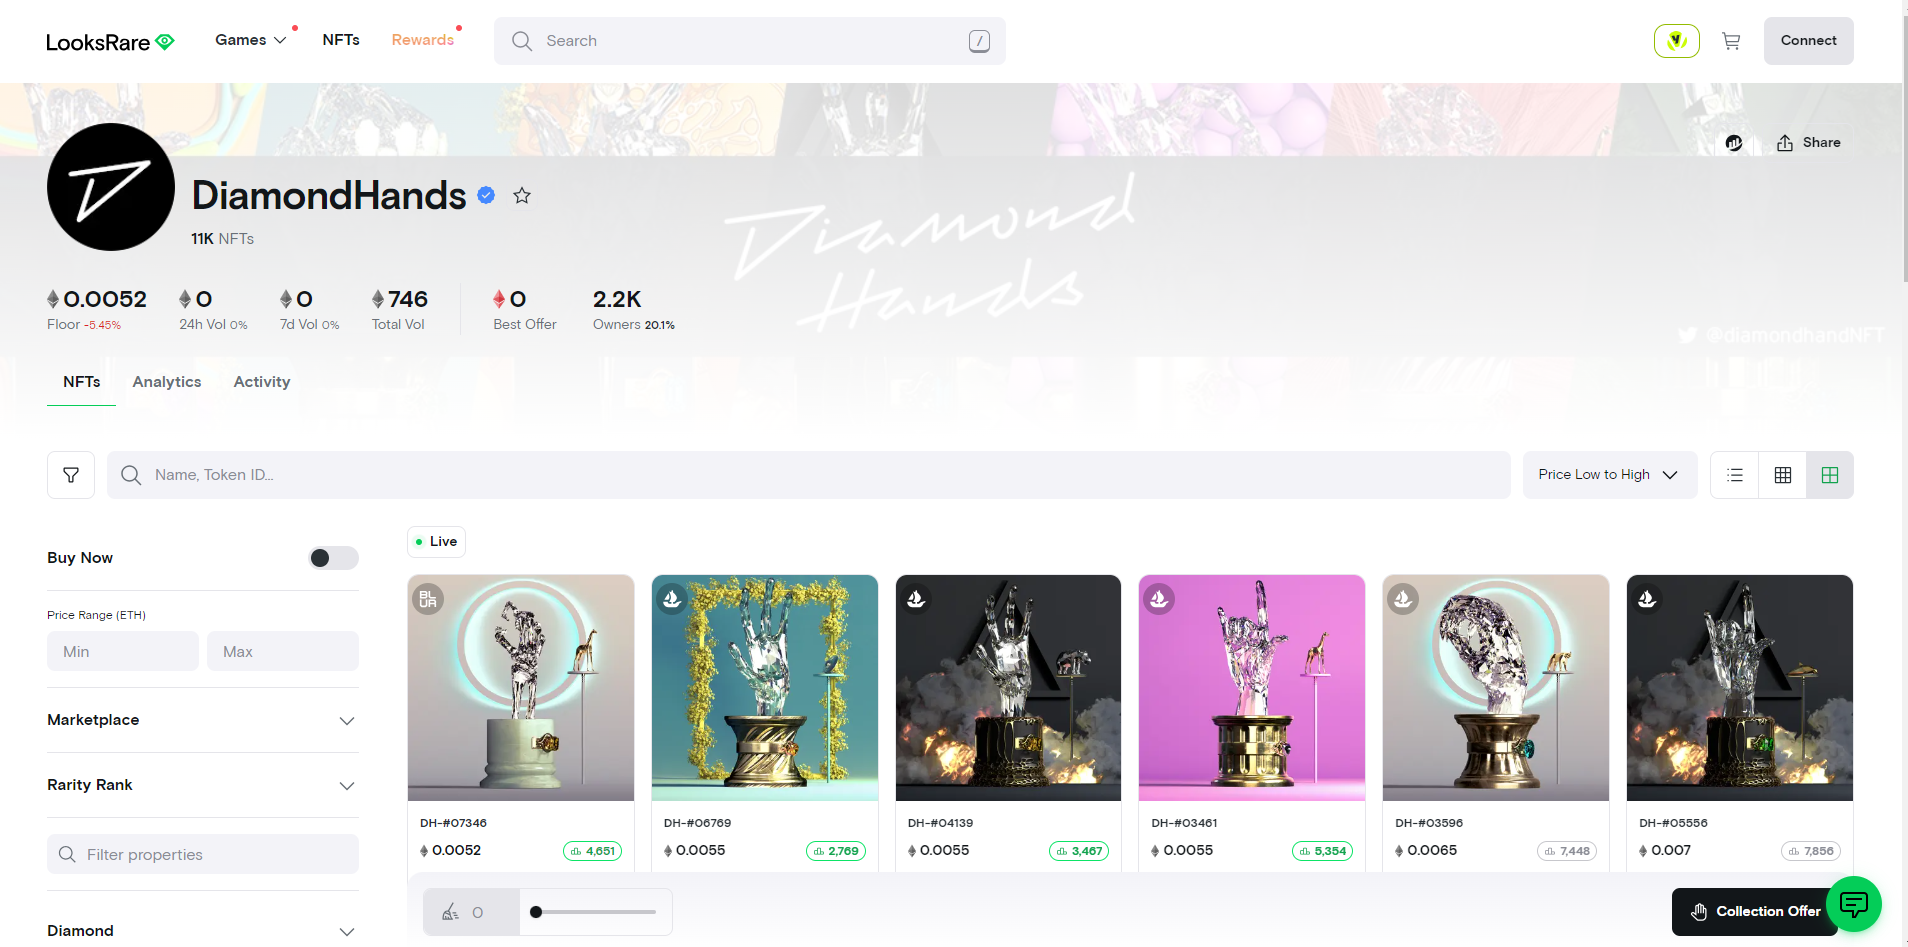 LooksRare
Games
NFTs
Rewards
Search
/
Connect
Share
DiamondHands
11K NFTs
Diamond
Hands
@diamondhandNFT
0.0052
Floor -5.45%
0
24h Vol 0%
0
7d Vol 0%
746
Total Vol
0
Best Offer
2.2K
Owners 20.1%
NFTs
Analytics
Activity
Name, Token ID...
Price Low to High
Buy Now
Live
Price Range (ETH)
Min
Max
Marketplace
Rarity Rank
Filter properties
Diamond
BL
UR
DH-#07346
0.0052
4,651
DH-#06769
0.0055
2,769
DH-#04139
0.0055
3,467
DH-#03461
0.0055
5,354
DH-#03596
0.0065
7,448
DH-#05556
0.007
7,856
0
Collection Offer